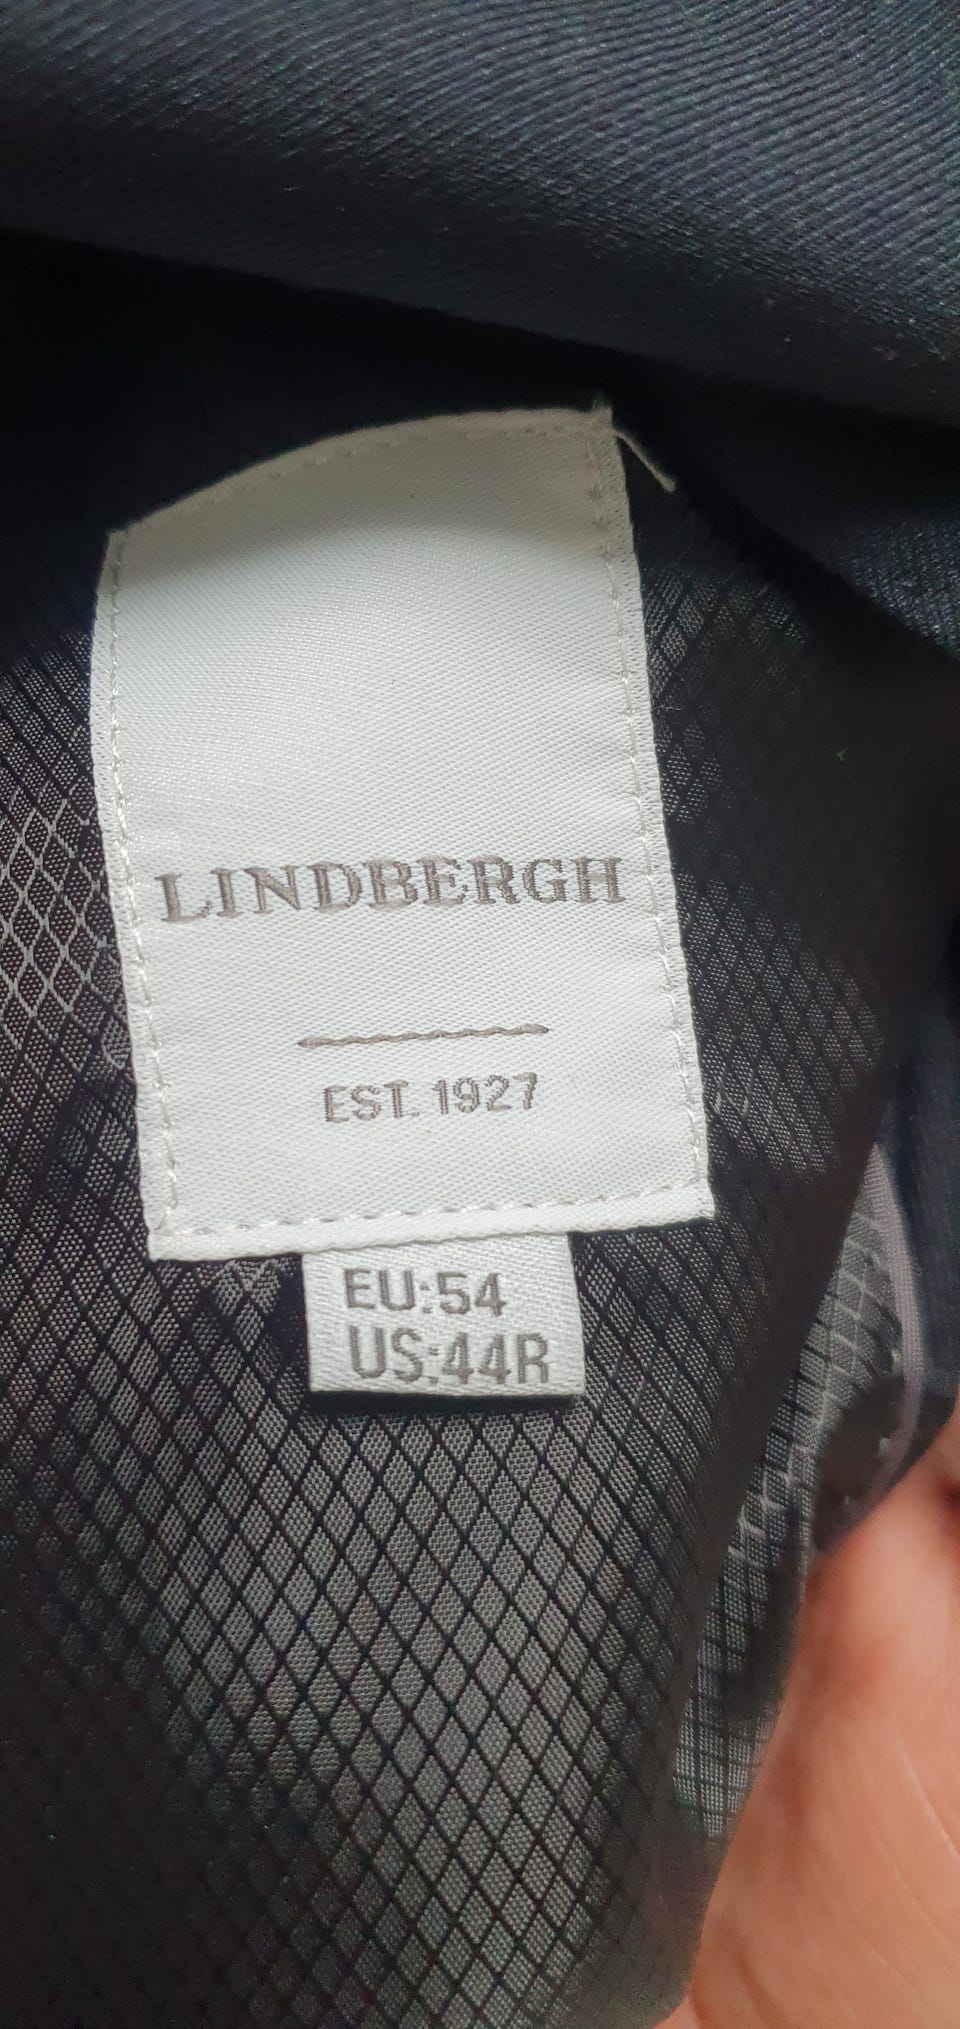 LINDBERGH
EST. 1927
EU:54
US:44R